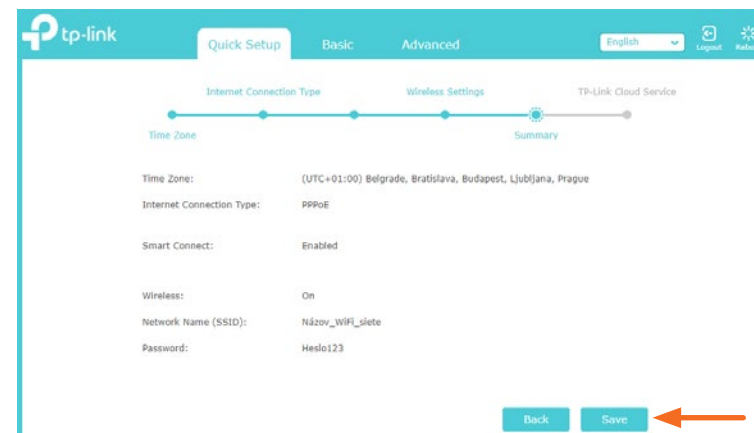 tp-link
Quick Setup Basic Advanced English Logout
Internet Connection Type Wireless Settings TP-Link Cloud Service
Time Zone Summary
Time Zone: (UTC+01:00) Belgrade, Bratislava, Budapest, Ljubljana, Prague
Internet Connection Type: PPPoE
Smart Connect: Enabled
Wireless: On
Network Name (SSID): Názov_WiFi_siete
Password: Heslo123
Back Save